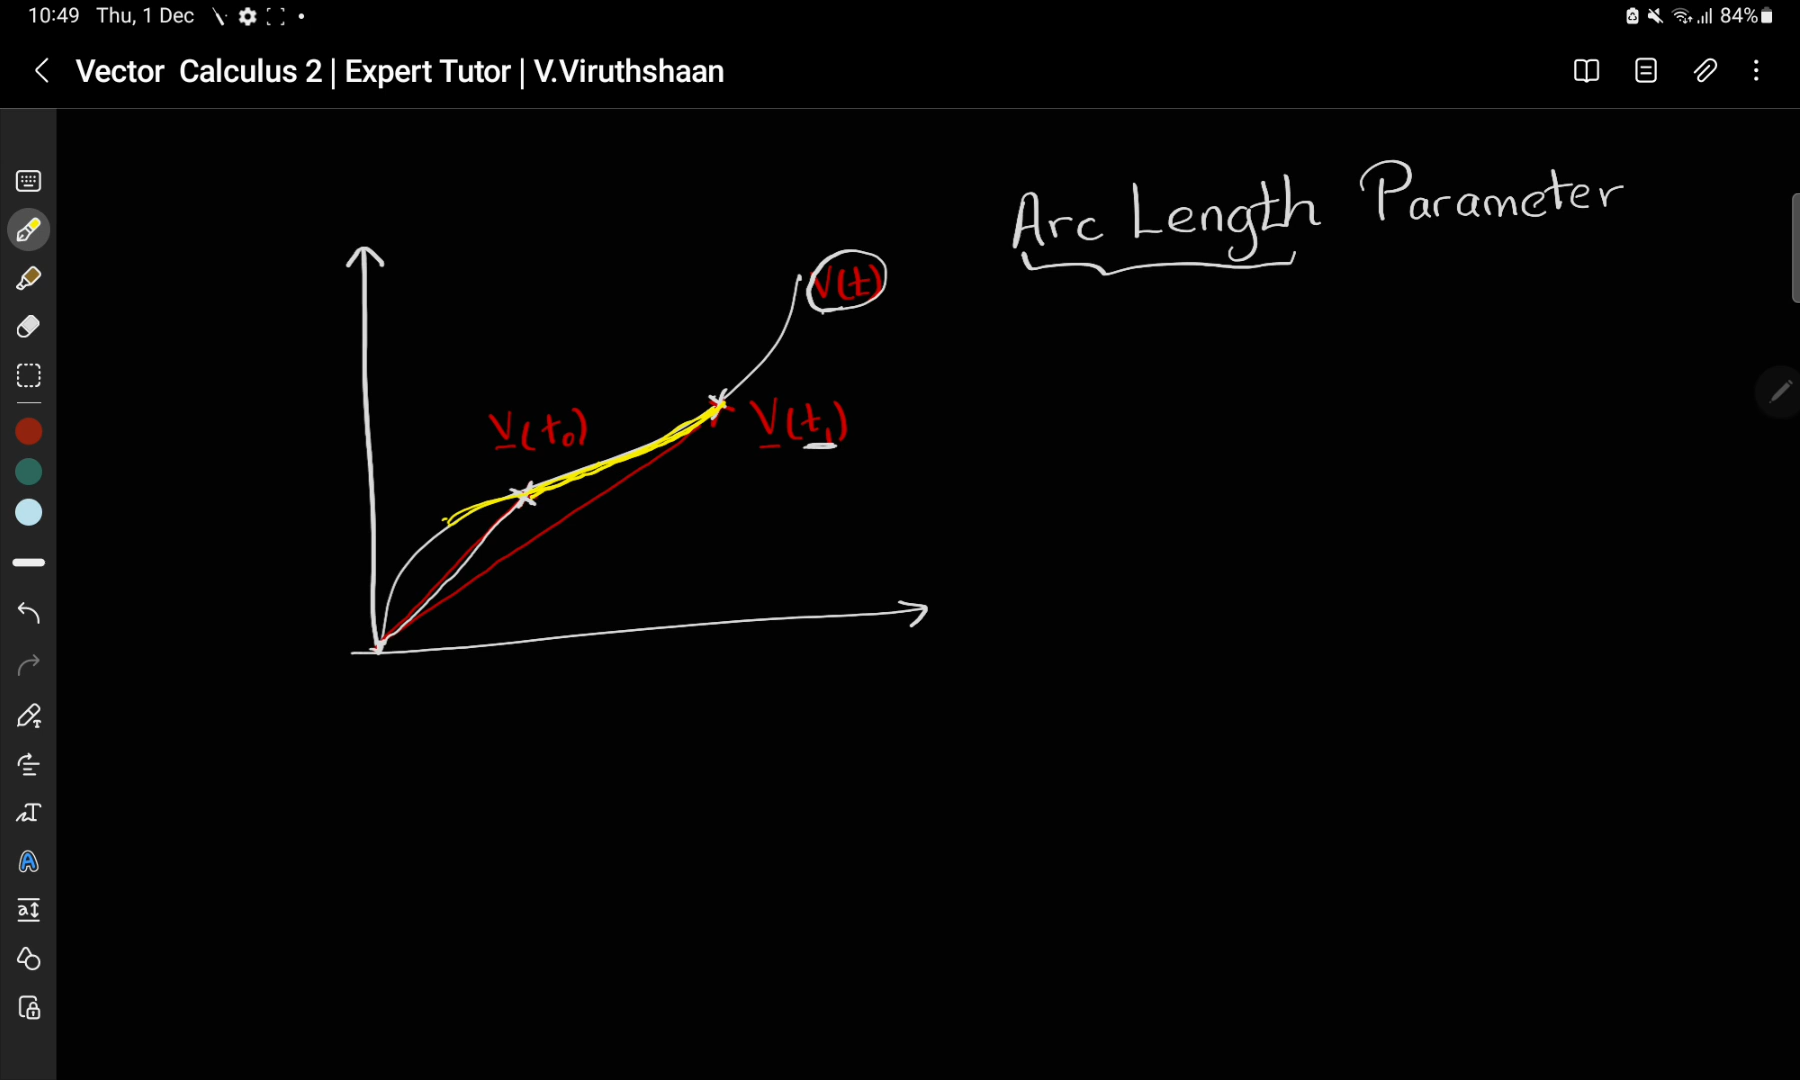 10:49 Thu, 1 Dec
84%
Vector Calculus 2 | Expert Tutor | V.Viruthshaan
Arc Length Parameter
V(t)
V(t₀)
V(t₁)